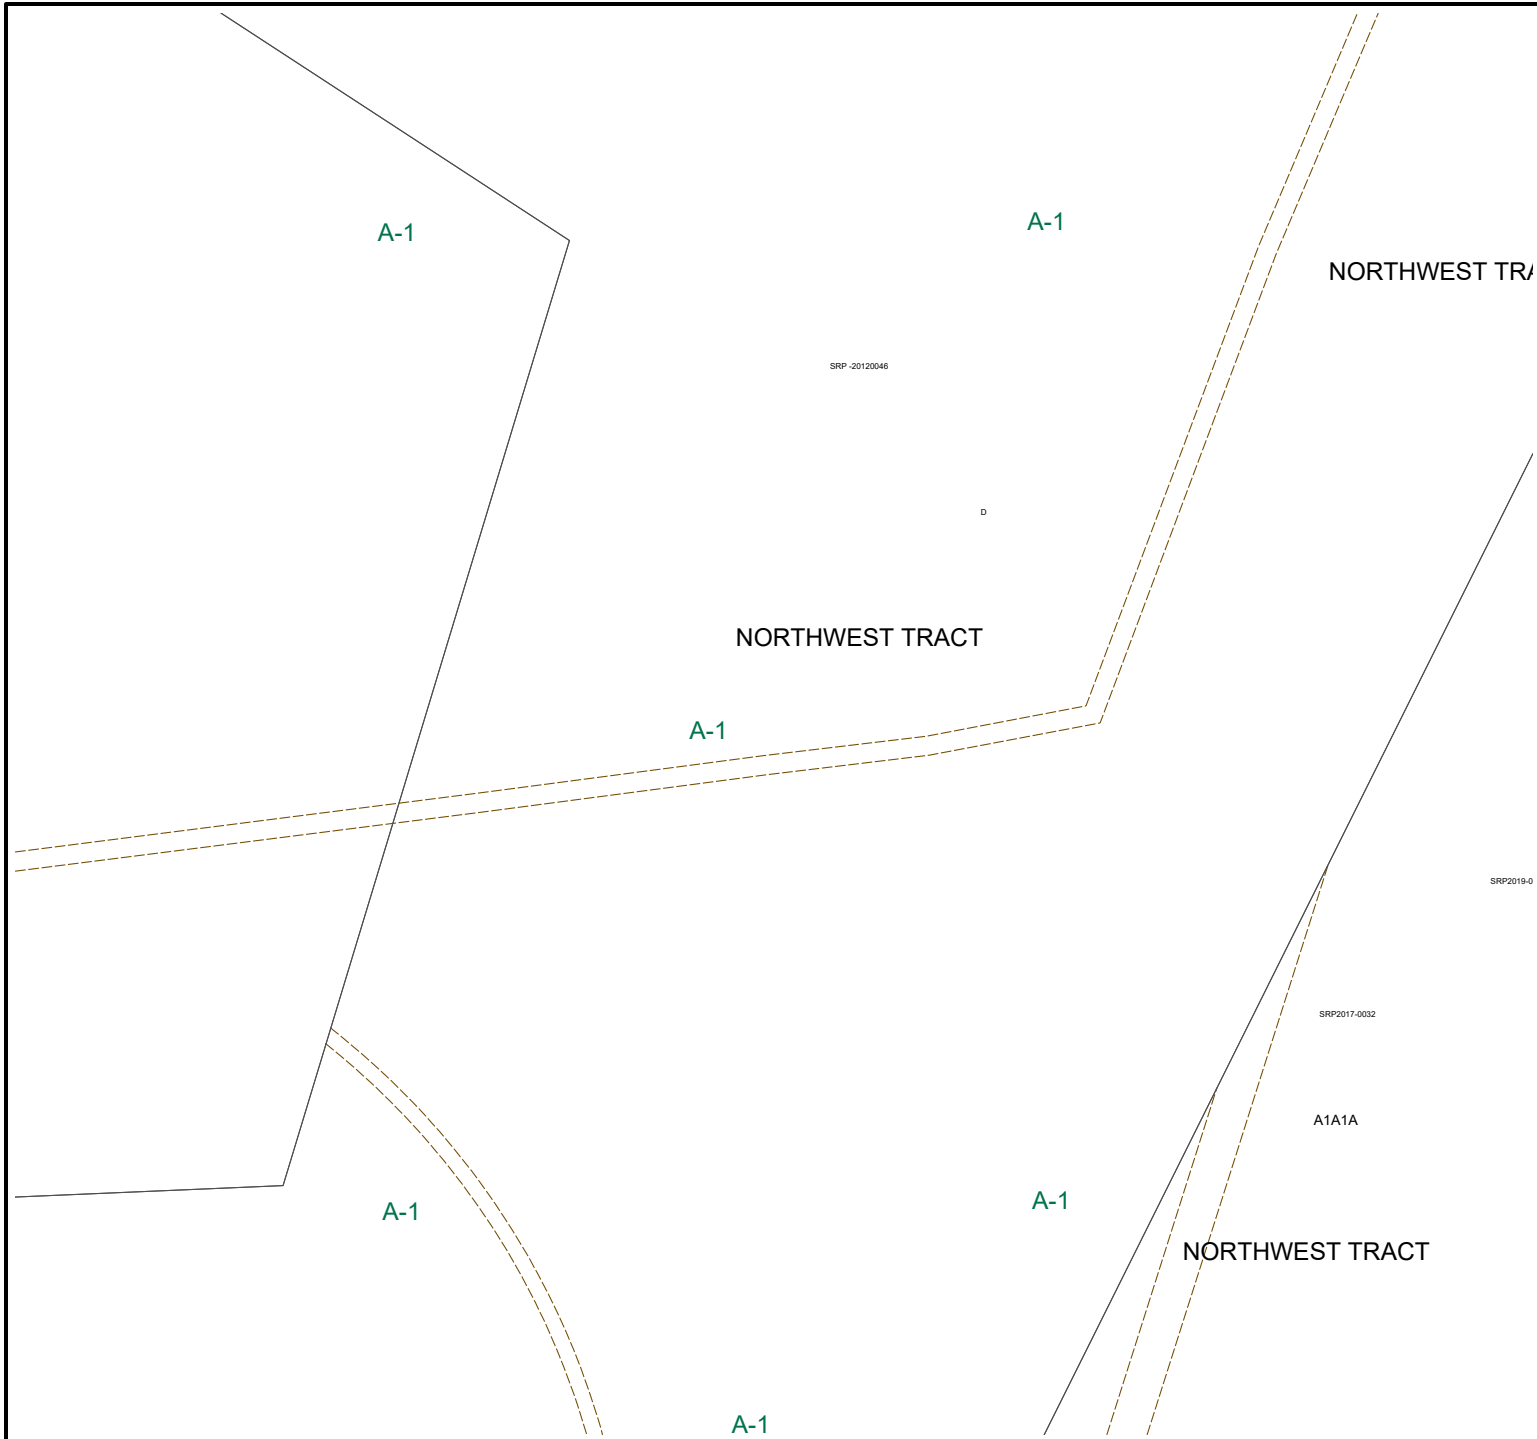 A-1
A-1
NORTHWEST TRA
SRP -20120046
D
NORTHWEST TRACT
A-1
SRP2019-0
SRP2017-0032
A1A1A
A-1
A-1
NORTHWEST TRACT
A-1